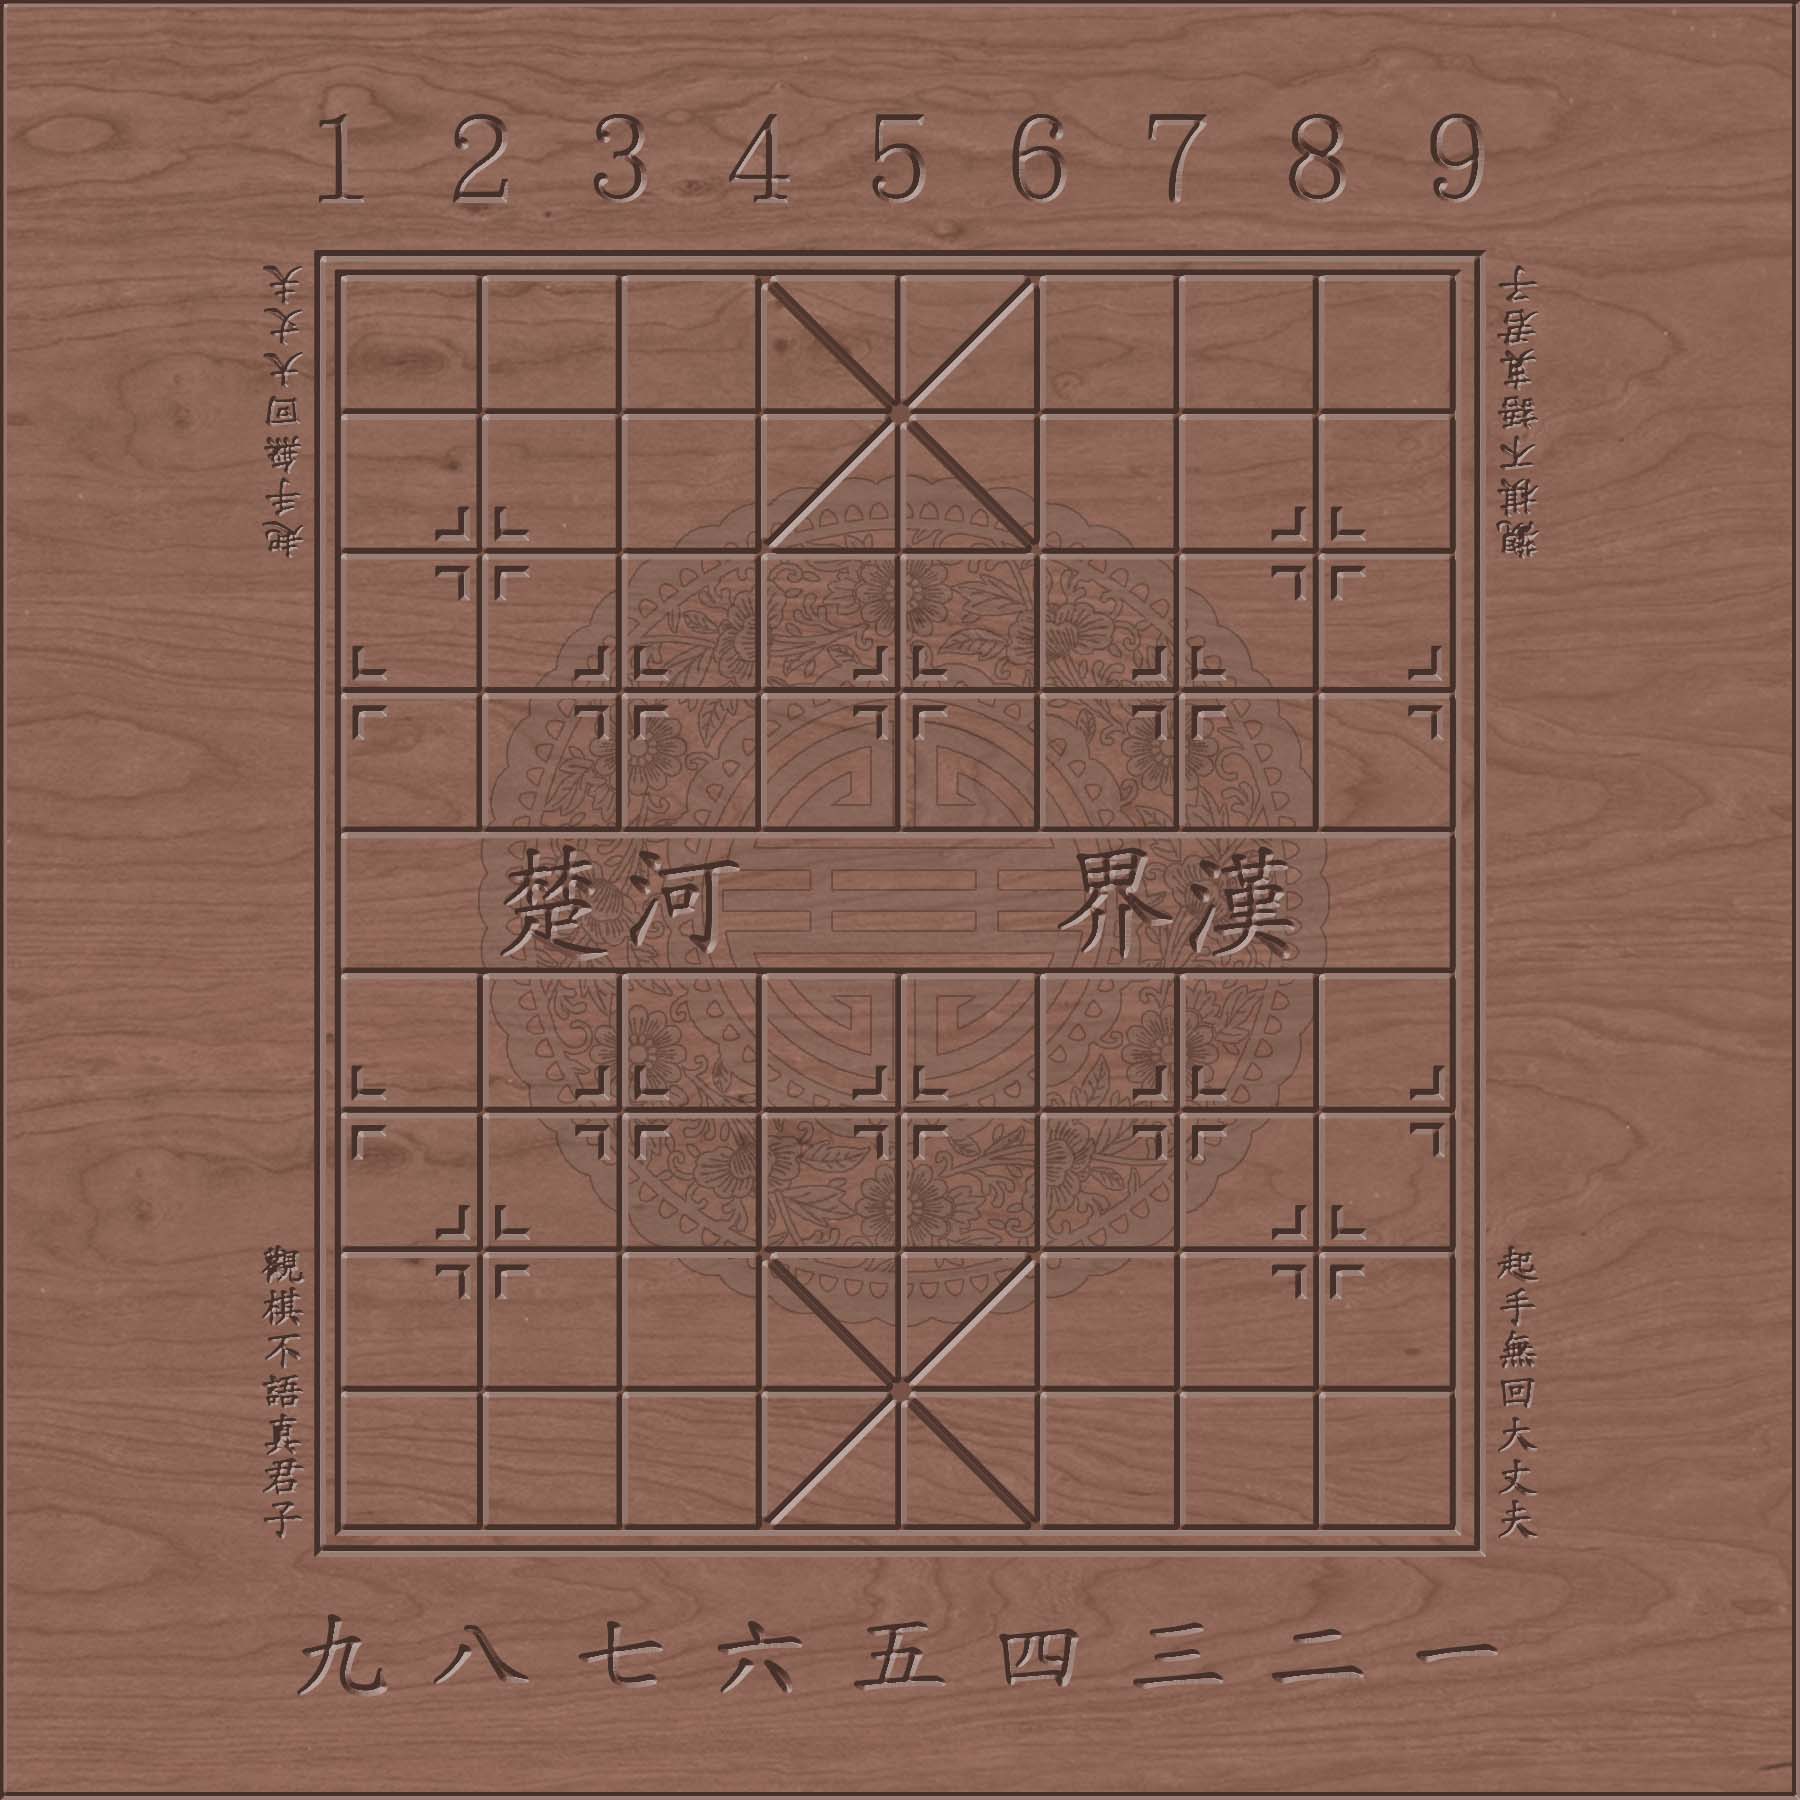 1 2 3 4 5 6 7 8 9
起手無回大丈夫
觀棋不語真君子
楚河
界漢
觀棋不語真君子
起手無回大丈夫
九 八 七 六 五 四 三 二 一